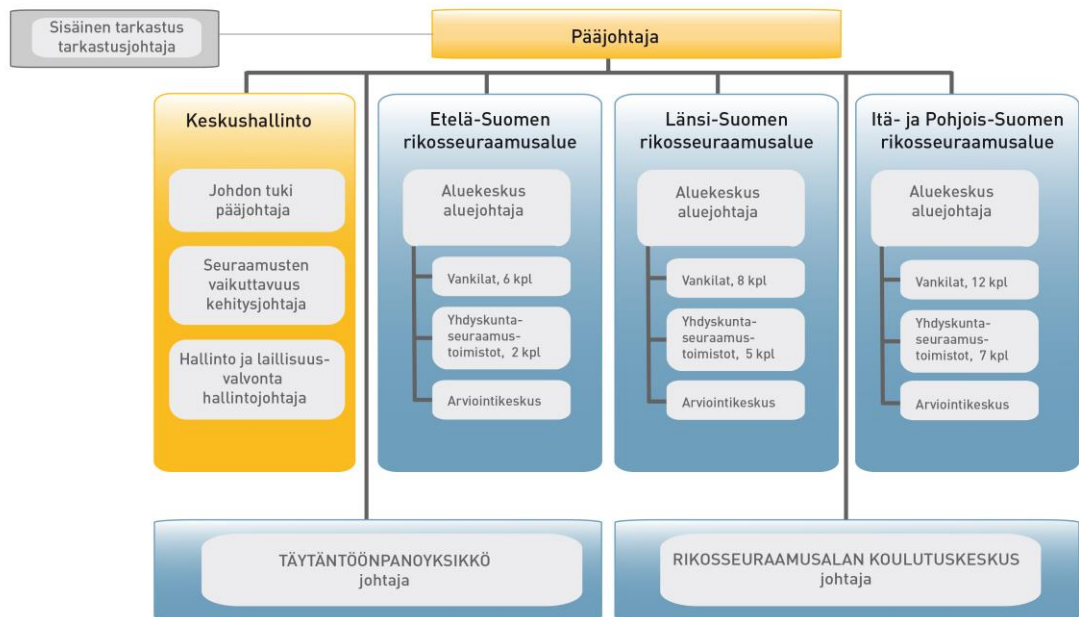 Sisäinen tarkastus
tarkastusjohtaja
Pääjohtaja
Keskushallinto
Johdon tuki
pääjohtaja
Seuraamusten
vaikuttavuus
kehitysjohtaja
Hallinto ja laillisuus-
valvonta
hallintojohtaja
Etelä-Suomen
rikosseuraamusalue
Aluekeskus
aluejohtaja
Vankilat, 6 kpl
Yhdyskunta-
seuraamus-
toimistot, 2 kpl
Arviointikeskus
Länsi-Suomen
rikosseuraamusalue
Aluekeskus
aluejohtaja
Vankilat, 8 kpl
Yhdyskunta-
seuraamus-
toimistot, 5 kpl
Arviointikeskus
Itä- ja Pohjois-Suomen
rikosseuraamusalue
Aluekeskus
aluejohtaja
Vankilat, 12 kpl
Yhdyskunta-
seuraamus-
toimistot, 7 kpl
Arviointikeskus
TÄYTÄNTÖÖNPANOYKSIKKÖ
johtaja
RIKOSSEURAAMUSALAN KOULUTUSKESKUS
johtaja